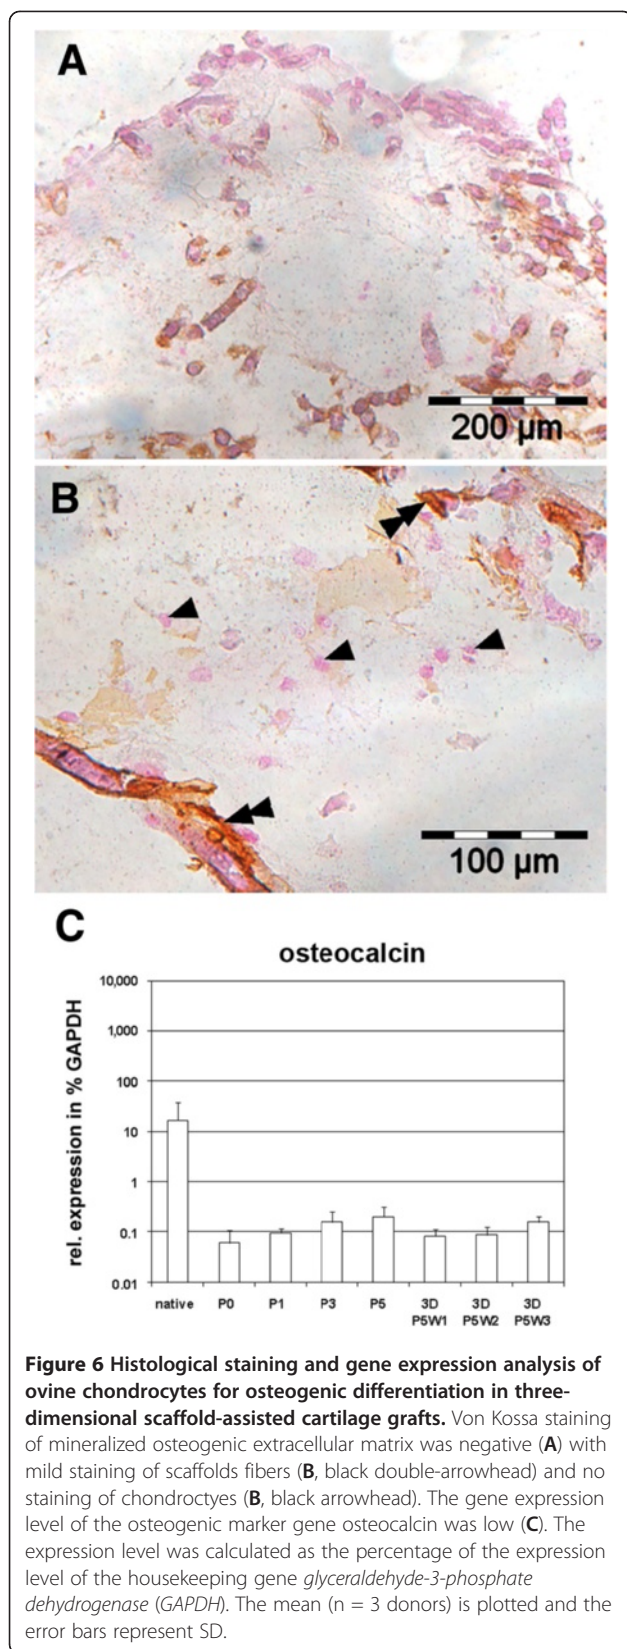 A
200 µm
B
100 µm
C
osteocalcin
rel. expression in % GAPDH
10,000
1,000
100
10
1
0.1
0.01
native P0 P1 P3 P5 3D 3D 3D
P5W1 P5W2 P5W3
Figure 6 Histological staining and gene expression analysis of
ovine chondrocytes for osteogenic differentiation in three-
dimensional scaffold-assisted cartilage grafts. Von Kossa staining
of mineralized osteogenic extracellular matrix was negative (A) with
mild staining of scaffolds fibers (B, black double-arrowhead) and no
staining of chondroctyes (B, black arrowhead). The gene expression
level of the osteogenic marker gene osteocalcin was low (C). The
expression level was calculated as the percentage of the expression
level of the housekeeping gene glyceraldehyde-3-phosphate
dehydrogenase (GAPDH). The mean (n = 3 donors) is plotted and the
error bars represent SD.